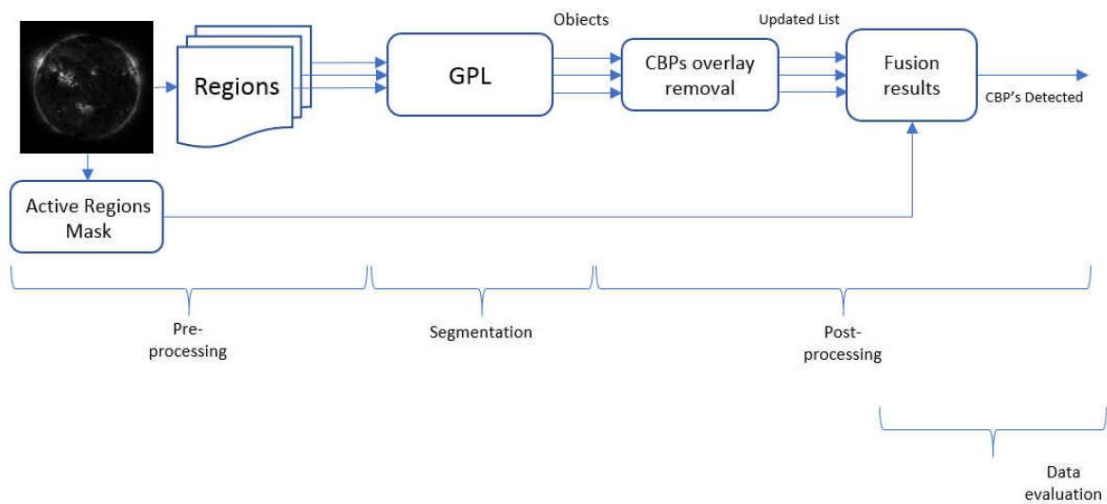 Objects
Updated List
Regions
GPL
CBPs overlay
removal
Fusion
results
CBP's Detected
Active Regions
Mask
Pre-
processing
Segmentation
Post-
processing
Data
evaluation